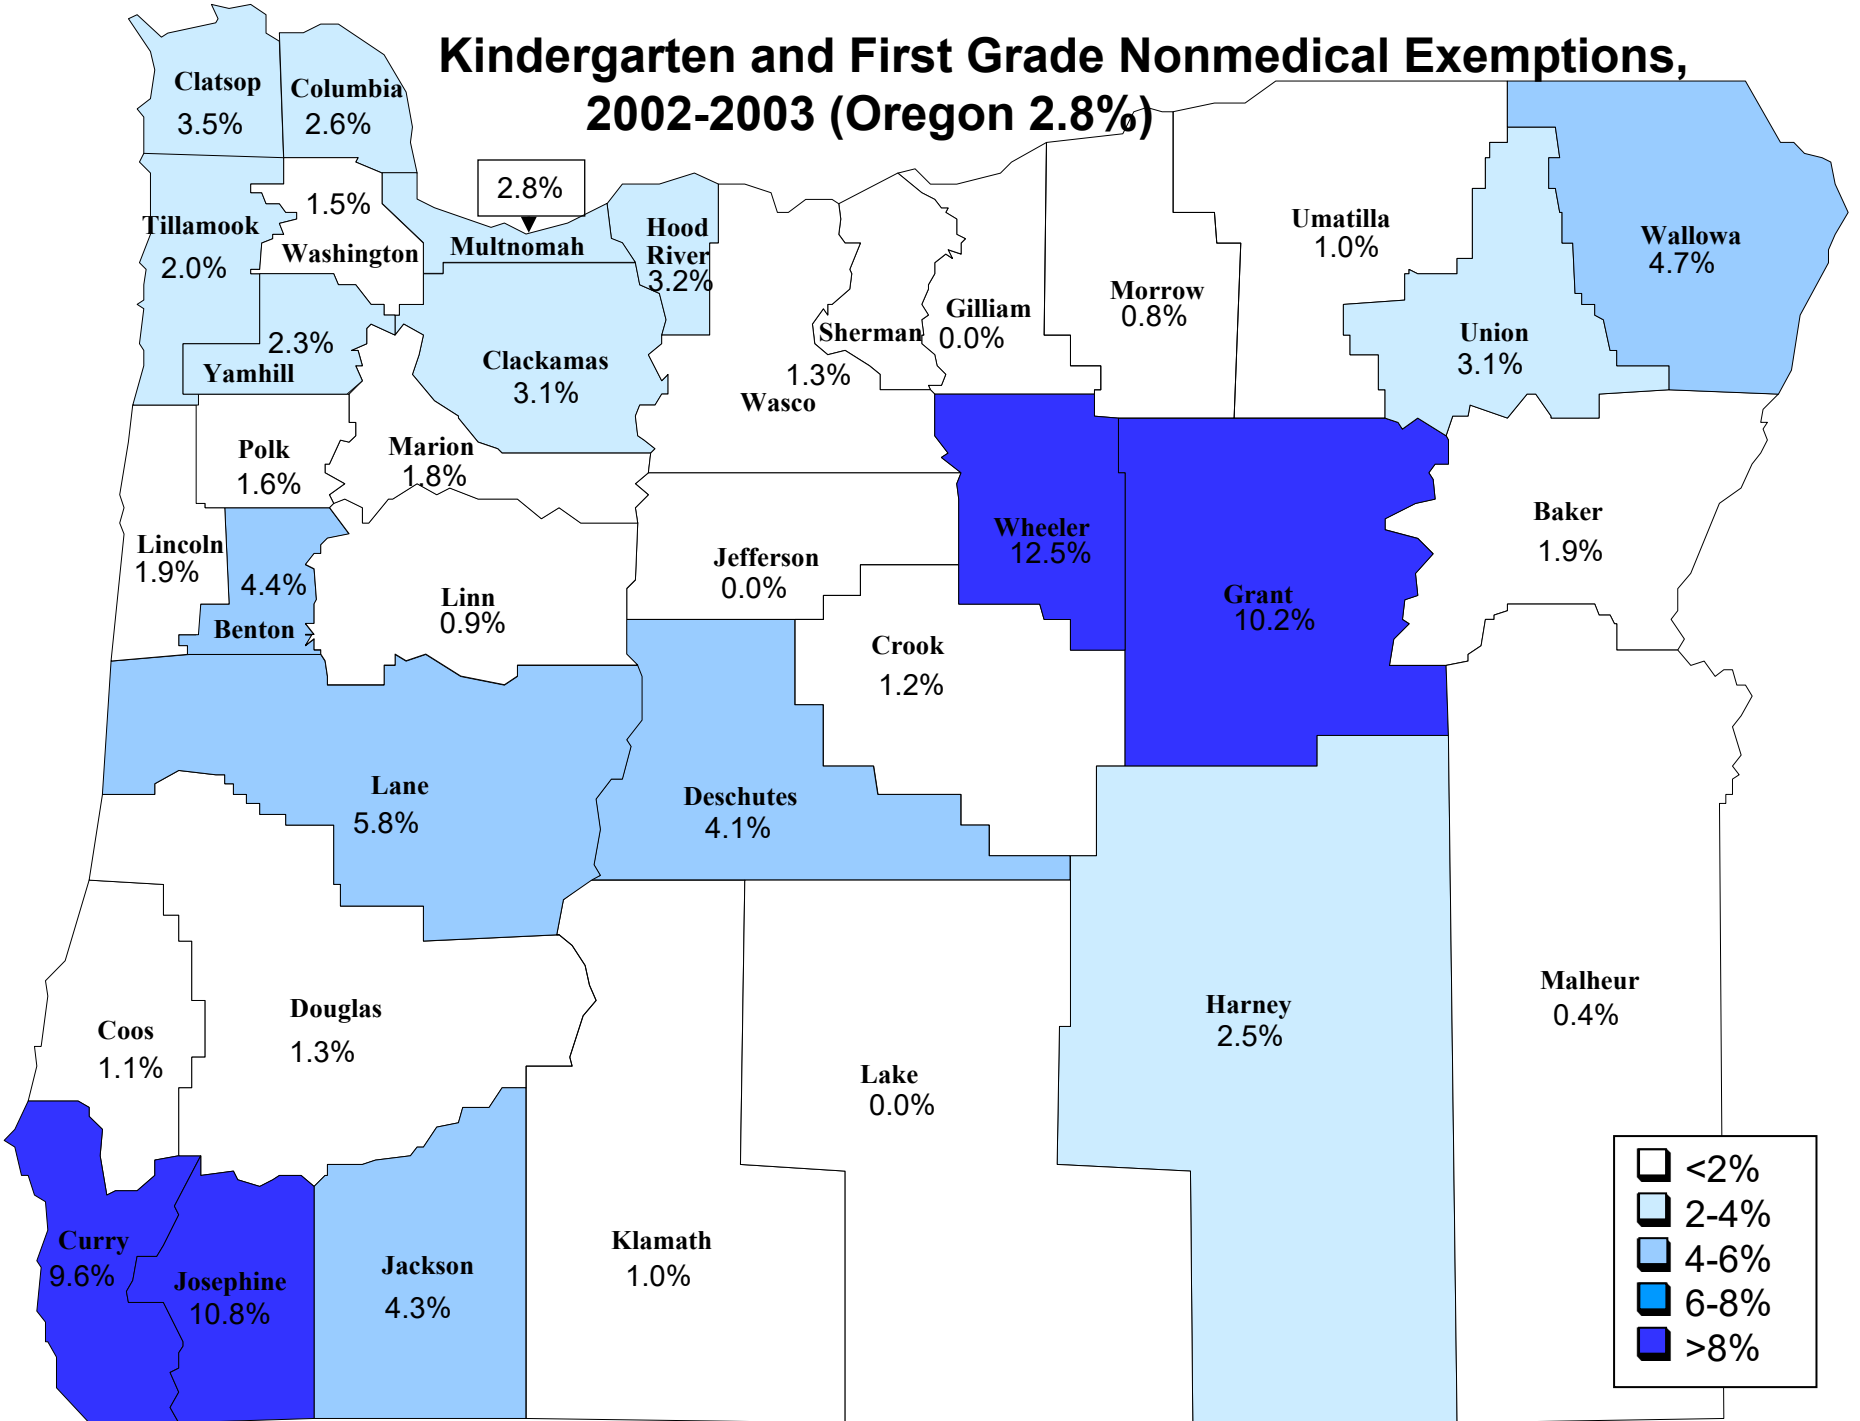 Kindergarten and First Grade Nonmedical Exemptions,
2002-2003 (Oregon 2.8%)
Clatsop
3.5%
Columbia
2.6%
Tillamook
2.0%
1.5%
Washington
2.8%
Multnomah
Hood
River
3.2%
2.3%
Yamhill
Clackamas
3.1%
1.3%
Wasco
Sherman
Gilliam
0.0%
Morrow
0.8%
Umatilla
1.0%
Union
3.1%
Wallowa
4.7%
Polk
1.6%
Marion
1.8%
Lincoln
1.9%
4.4%
Benton
Linn
0.9%
Jefferson
0.0%
Wheeler
12.5%
Grant
10.2%
Baker
1.9%
Crook
1.2%
Lane
5.8%
Deschutes
4.1%
Coos
1.1%
Douglas
1.3%
Lake
0.0%
Harney
2.5%
Malheur
0.4%
Curry
9.6%
Josephine
10.8%
Jackson
4.3%
Klamath
1.0%
<2%
2-4%
4-6%
6-8%
>8%